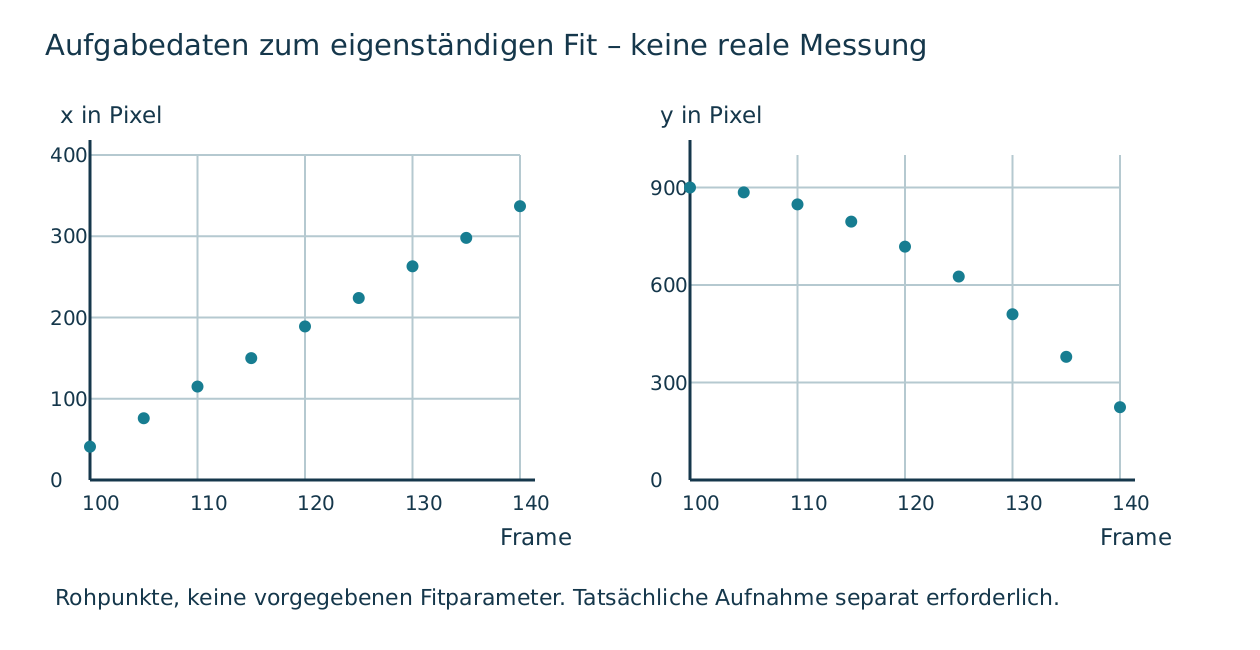 Aufgabedaten zum eigenständigen Fit – keine reale Messung
x in Pixel
400
300
200
100
0
100 110 120 130 140
Frame
y in Pixel
900
600
300
0
100 110 120 130 140
Frame
Rohpunkte, keine vorgegebenen Fitparameter. Tatsächliche Aufnahme separat erforderlich.